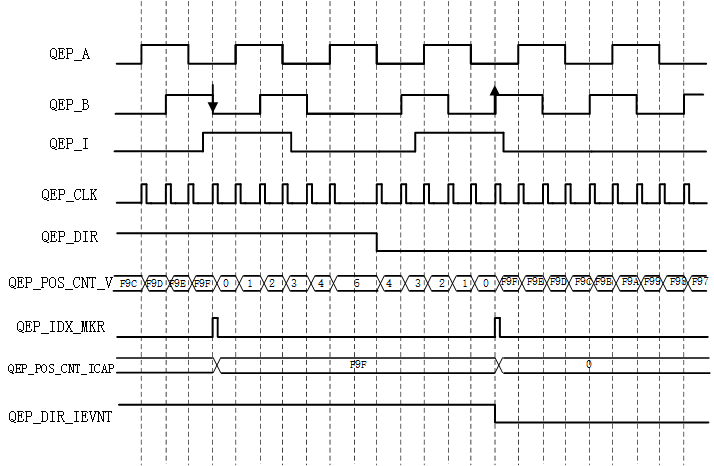 QEP_A
QEP_B
QEP_I
QEP_CLK
QEP_DIR
QEP_POS_CNT_V F9C F9D F9E F9F 0 1 2 3 4 5 4 3 2 1 0 F9F F9E F9D F9C F9B F9A F99 F98 F97
QEP_IDX_MKR
QEP_POS_CNT_ICAP F9F 0
QEP_DIR_IEVNT